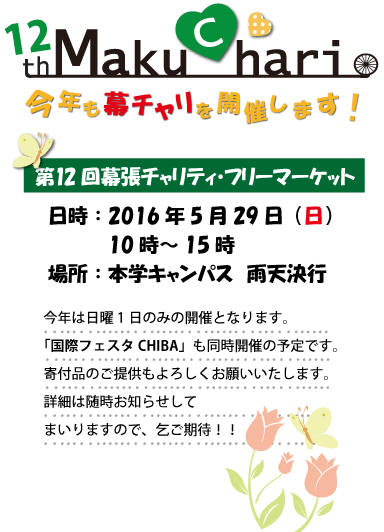 12th Maku Chari
今年も幕チャリを開催します!
第12回幕張チャリティ・フリーマーケット
日時:2016年5月29日(日)
10時～15時
場所:本学キャンパス 雨天決行
今年は日曜1日のみの開催となります。
「国際フェスタCHIBA」も同時開催の予定です。
寄付品のご提供もよろしくお願いいたします。
詳細は随時お知らせして
まいりますので、乞ご期待!!